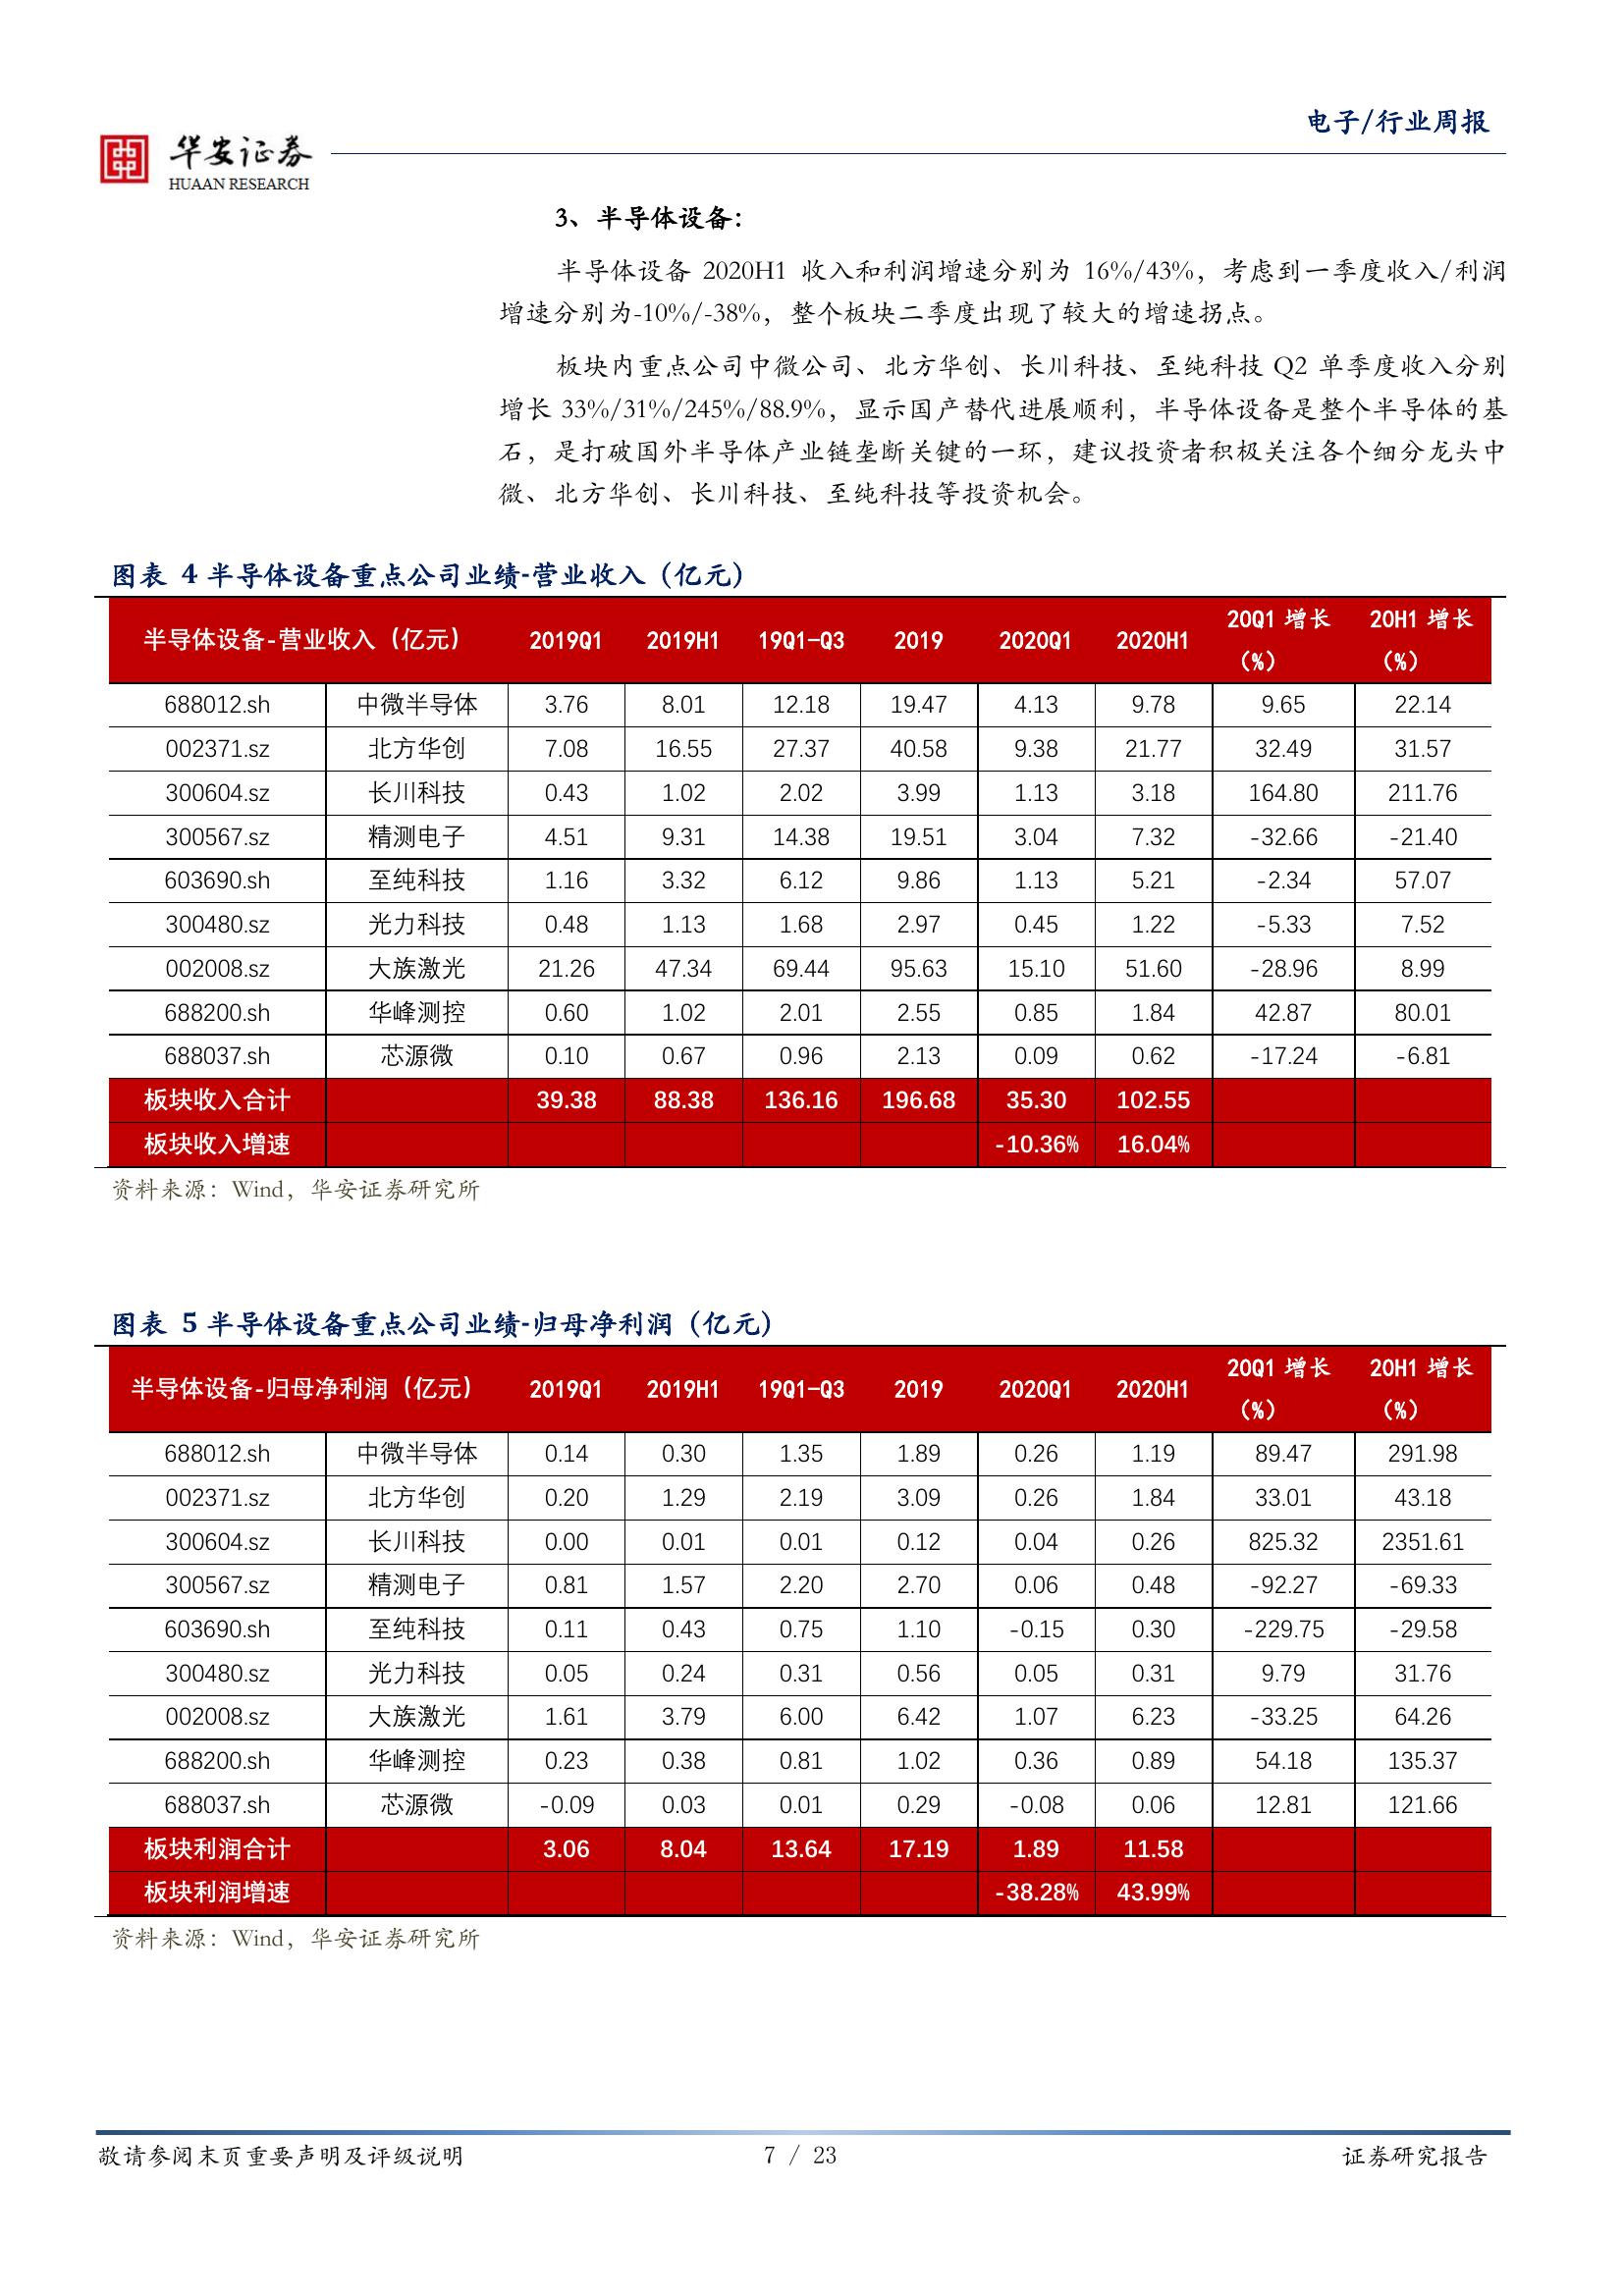 电子/行业周报
华安证券
HUAAN RESEARCH
3、半导体设备：
半导体设备 2020H1 收入和利润增速分别为 16%/43%，考虑到一季度收入/利润
增速分别为-10%/-38%，整个板块二季度出现了较大的增速拐点。
板块内重点公司中微公司、北方华创、长川科技、至纯科技 Q2 单季度收入分别
增长 33%/31%/245%/88.9%，显示国产替代进展顺利，半导体设备是整个半导体的基
石，是打破国外半导体产业链垄断关键的一环，建议投资者积极关注各个细分龙头中
微、北方华创、长川科技、至纯科技等投资机会。
图表 4 半导体设备重点公司业绩-营业收入（亿元）
半导体设备-营业收入（亿元） 2019Q1 2019H1 19Q1-Q3 2019 2020Q1 2020H1 20Q1 增长（%） 20H1 增长（%）
688012.sh 中微半导体 3.76 8.01 12.18 19.47 4.13 9.78 9.65 22.14
002371.sz 北方华创 7.08 16.55 27.37 40.58 9.38 21.77 32.49 31.57
300604.sz 长川科技 0.43 1.02 2.02 3.99 1.13 3.18 164.80 211.76
300567.sz 精测电子 4.51 9.31 14.38 19.51 3.04 7.32 -32.66 -21.40
603690.sh 至纯科技 1.16 3.32 6.12 9.86 1.13 5.21 -2.34 57.07
300480.sz 光力科技 0.48 1.13 1.68 2.97 0.45 1.22 -5.33 7.52
002008.sz 大族激光 21.26 47.34 69.44 95.63 15.10 51.60 -28.96 8.99
688200.sh 华峰测控 0.60 1.02 2.01 2.55 0.85 1.84 42.87 80.01
688037.sh 芯源微 0.10 0.67 0.96 2.13 0.09 0.62 -17.24 -6.81
板块收入合计 39.38 88.38 136.16 196.68 35.30 102.55
板块收入增速 -10.36% 16.04%
资料来源：Wind，华安证券研究所
图表 5 半导体设备重点公司业绩-归母净利润（亿元）
半导体设备-归母净利润（亿元） 2019Q1 2019H1 19Q1-Q3 2019 2020Q1 2020H1 20Q1 增长（%） 20H1 增长（%）
688012.sh 中微半导体 0.14 0.30 1.35 1.89 0.26 1.19 89.47 291.98
002371.sz 北方华创 0.20 1.29 2.19 3.09 0.26 1.84 33.01 43.18
300604.sz 长川科技 0.00 0.01 0.01 0.12 0.04 0.26 825.32 2351.61
300567.sz 精测电子 0.81 1.57 2.20 2.70 0.06 0.48 -92.27 -69.33
603690.sh 至纯科技 0.11 0.43 0.75 1.10 -0.15 0.30 -229.75 -29.58
300480.sz 光力科技 0.05 0.24 0.31 0.56 0.05 0.31 9.79 31.76
002008.sz 大族激光 1.61 3.79 6.00 6.42 1.07 6.23 -33.25 64.26
688200.sh 华峰测控 0.23 0.38 0.81 1.02 0.36 0.89 54.18 135.37
688037.sh 芯源微 -0.09 0.03 0.01 0.29 -0.08 0.06 12.81 121.66
板块利润合计 3.06 8.04 13.64 17.19 1.89 11.58
板块利润增速 -38.28% 43.99%
资料来源：Wind，华安证券研究所
敬请参阅末页重要声明及评级说明 7 / 23 证券研究报告